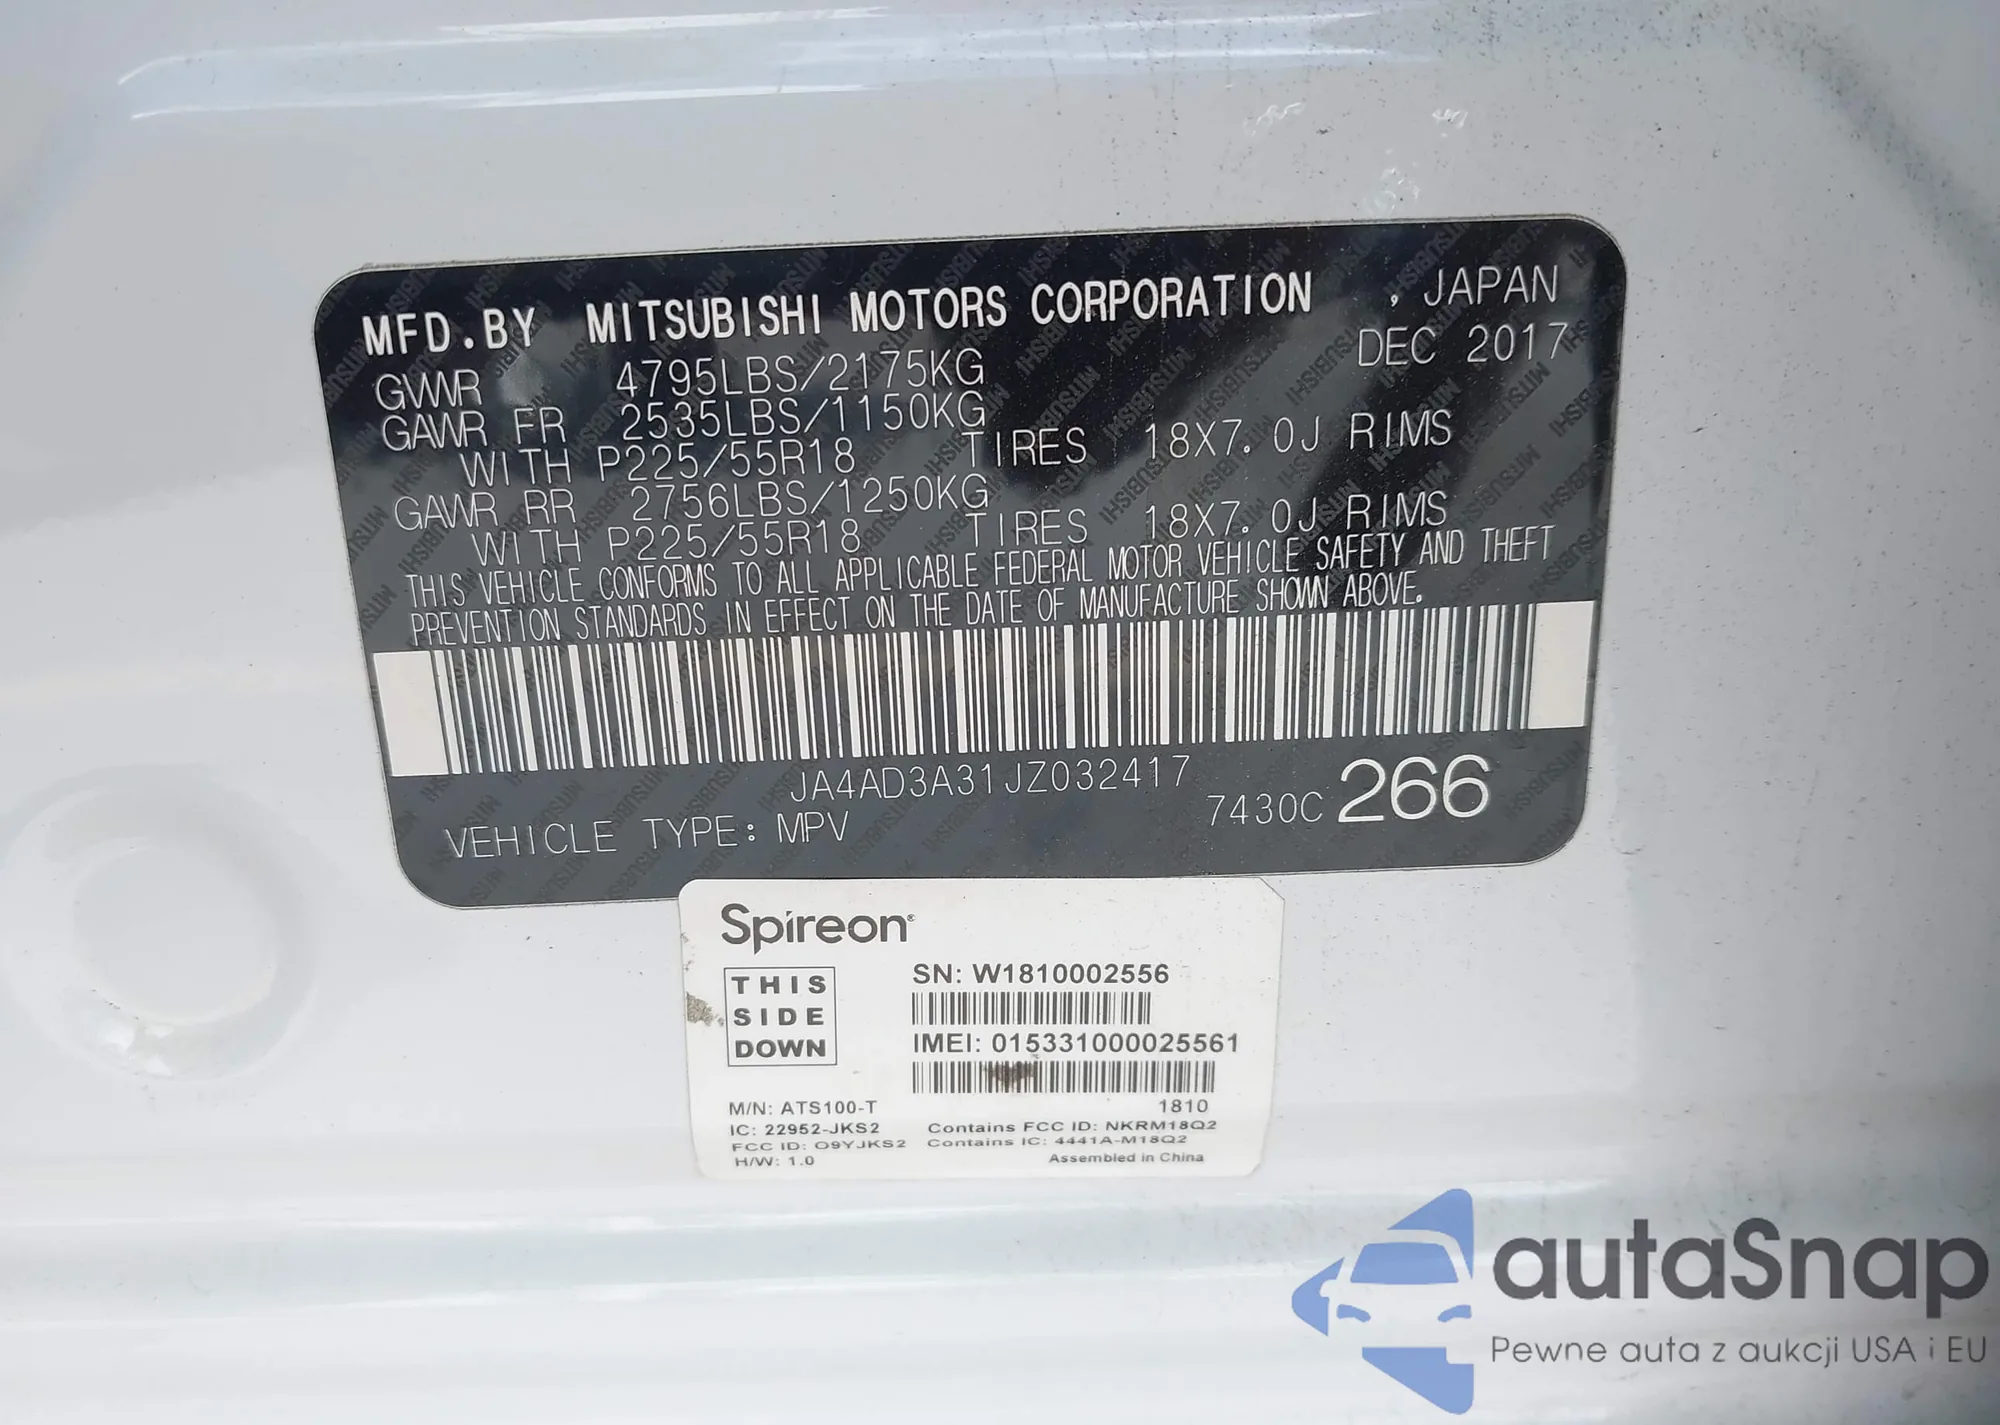 MFD.BY MITSUBISHI MOTORS CORPORATION , JAPAN
GVWR 4795LBS/2175KG DEC 2017
GAWR FR 2535LBS/1150KG
WITH P225/55R18 TIRES 18X7.0J RIMS
GAWR RR 2756LBS/1250KG
WITH P225/55R18 TIRES 18X7.0J RIMS
THIS VEHICLE CONFORMS TO ALL APPLICABLE FEDERAL MOTOR VEHICLE SAFETY AND THEFT
PREVENTION STANDARDS IN EFFECT ON THE DATE OF MANUFACTURE SHOWN ABOVE.
JA4AD3A31JZ032417
VEHICLE TYPE: MPV 7430C 266
Spireon®
THIS
SIDE
DOWN
SN: W1810002556
IMEI: 015331000025561
M/N: ATS100-T 1810
IC: 22952-JKS2 Contains FCC ID: NKRM18Q2
FCC ID: O9YJKS2 Contains IC: 4441A-M18Q2
H/W: 1.0 Assembled in China
autaSnap
Pewne auta z aukcji USA i EU